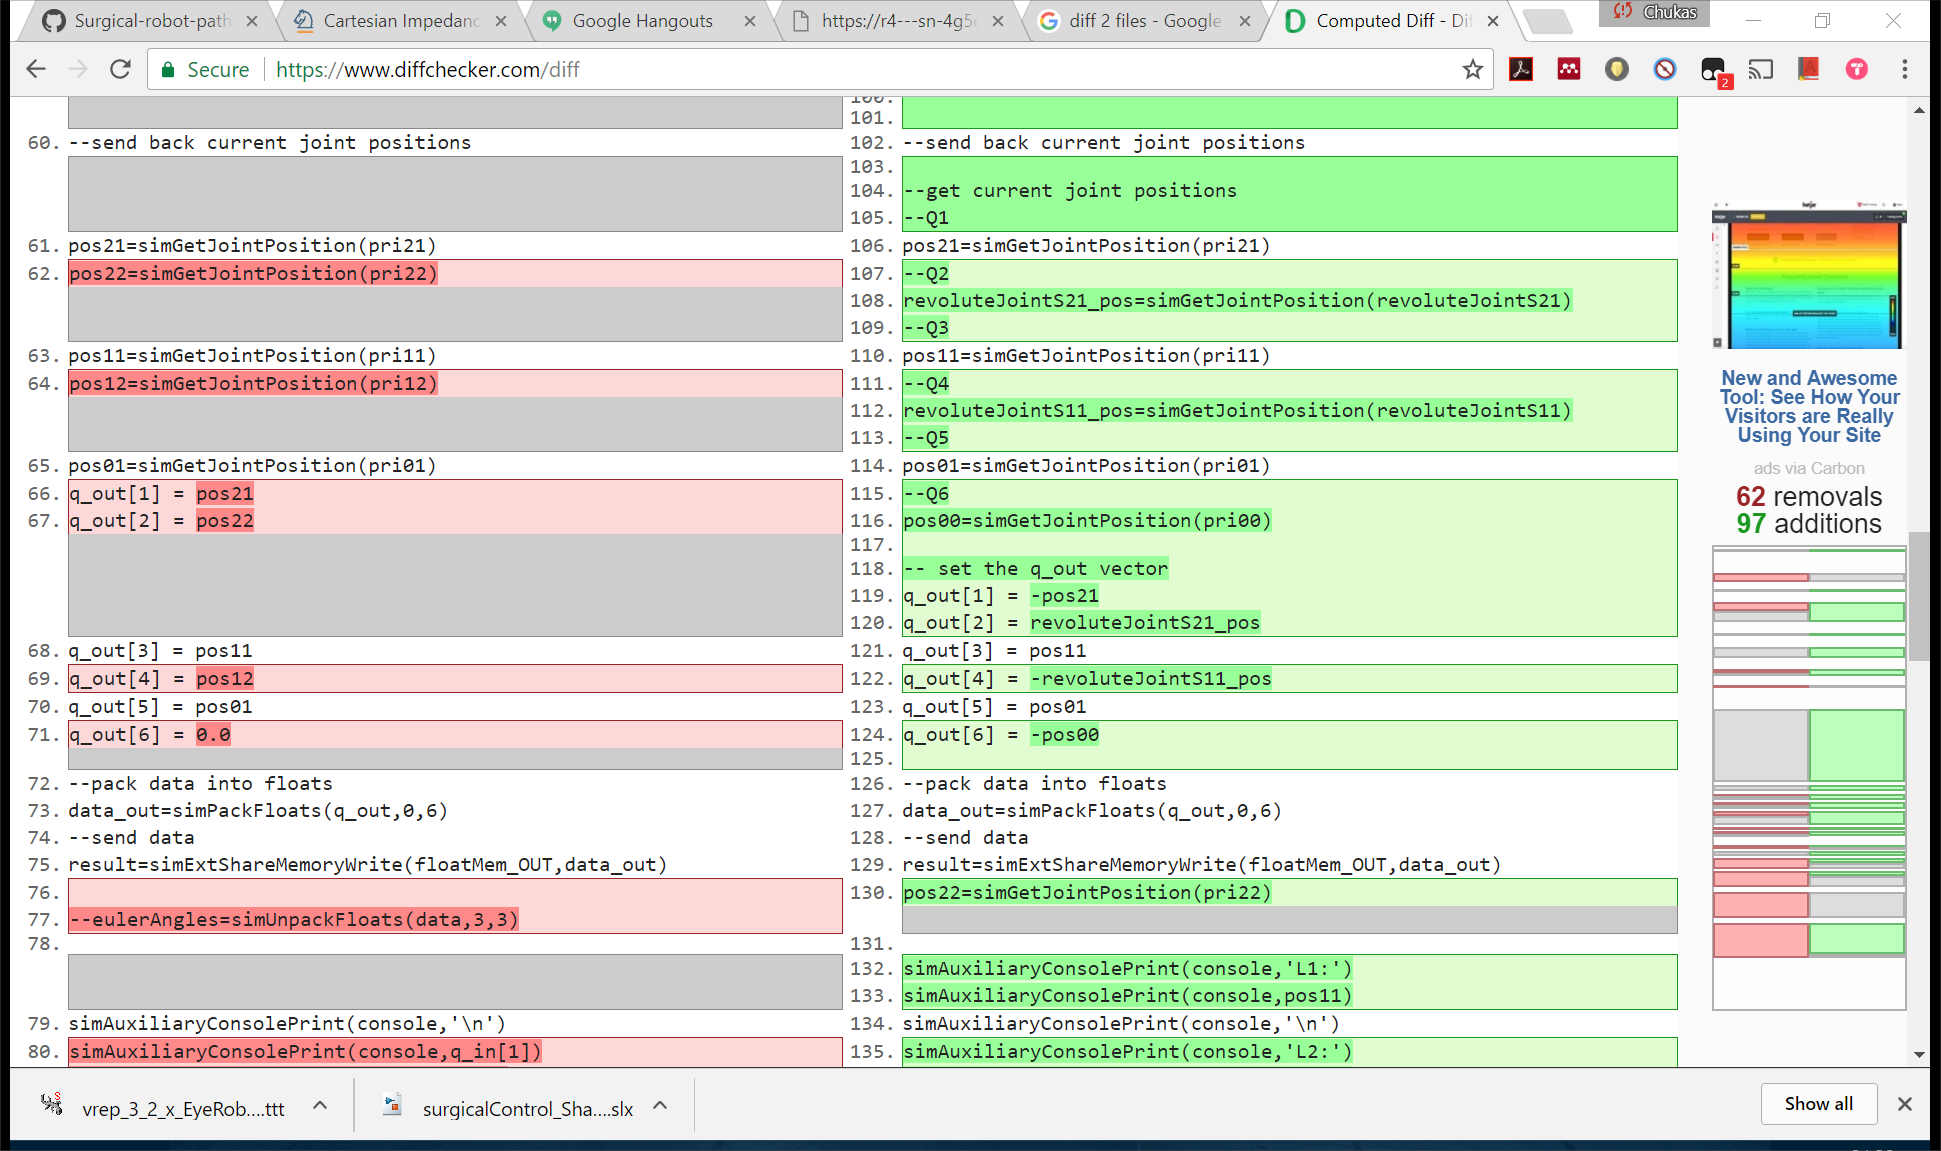 Surgical-robot-path
Cartesian Impedanc
Google Hangouts
https://r4---sn-4g5e
diff 2 files - Google
Computed Diff - Dif
Chukas
Secure
https://www.diffchecker.com/diff
2
100.
101.
60. --send back current joint positions
102. --send back current joint positions
103.
104. --get current joint positions
105. --Q1
61. pos21=simGetJointPosition(pri21)
106. pos21=simGetJointPosition(pri21)
62. pos22=simGetJointPosition(pri22)
107. --Q2
108. revoluteJointS21_pos=simGetJointPosition(revoluteJointS21)
109. --Q3
63. pos11=simGetJointPosition(pri11)
110. pos11=simGetJointPosition(pri11)
64. pos12=simGetJointPosition(pri12)
111. --Q4
112. revoluteJointS11_pos=simGetJointPosition(revoluteJointS11)
113. --Q5
65. pos01=simGetJointPosition(pri01)
114. pos01=simGetJointPosition(pri01)
66. q_out[1] = pos21
115. --Q6
67. q_out[2] = pos22
116. pos00=simGetJointPosition(pri00)
117.
118. -- set the q_out vector
119. q_out[1] = -pos21
120. q_out[2] = revoluteJointS21_pos
68. q_out[3] = pos11
121. q_out[3] = pos11
69. q_out[4] = pos12
122. q_out[4] = -revoluteJointS11_pos
70. q_out[5] = pos01
123. q_out[5] = pos01
71. q_out[6] = 0.0
124. q_out[6] = -pos00
125.
72. --pack data into floats
126. --pack data into floats
73. data_out=simPackFloats(q_out,0,6)
127. data_out=simPackFloats(q_out,0,6)
74. --send data
128. --send data
75. result=simExtShareMemoryWrite(floatMem_OUT,data_out)
129. result=simExtShareMemoryWrite(floatMem_OUT,data_out)
76.
130. pos22=simGetJointPosition(pri22)
77. --eulerAngles=simUnpackFloats(data,3,3)
78.
131.
132. simAuxiliaryConsolePrint(console,'L1:')
133. simAuxiliaryConsolePrint(console,pos11)
79. simAuxiliaryConsolePrint(console,'\n')
134. simAuxiliaryConsolePrint(console,'\n')
80. simAuxiliaryConsolePrint(console,q_in[1])
135. simAuxiliaryConsolePrint(console,'L2:')
hotjar
New and Awesome
Tool: See How Your
Visitors are Really
Using Your Site
ads via Carbon
62 removals
97 additions
vrep_3_2_x_EyeRob....ttt
surgicalControl_Sha....slx
Show all